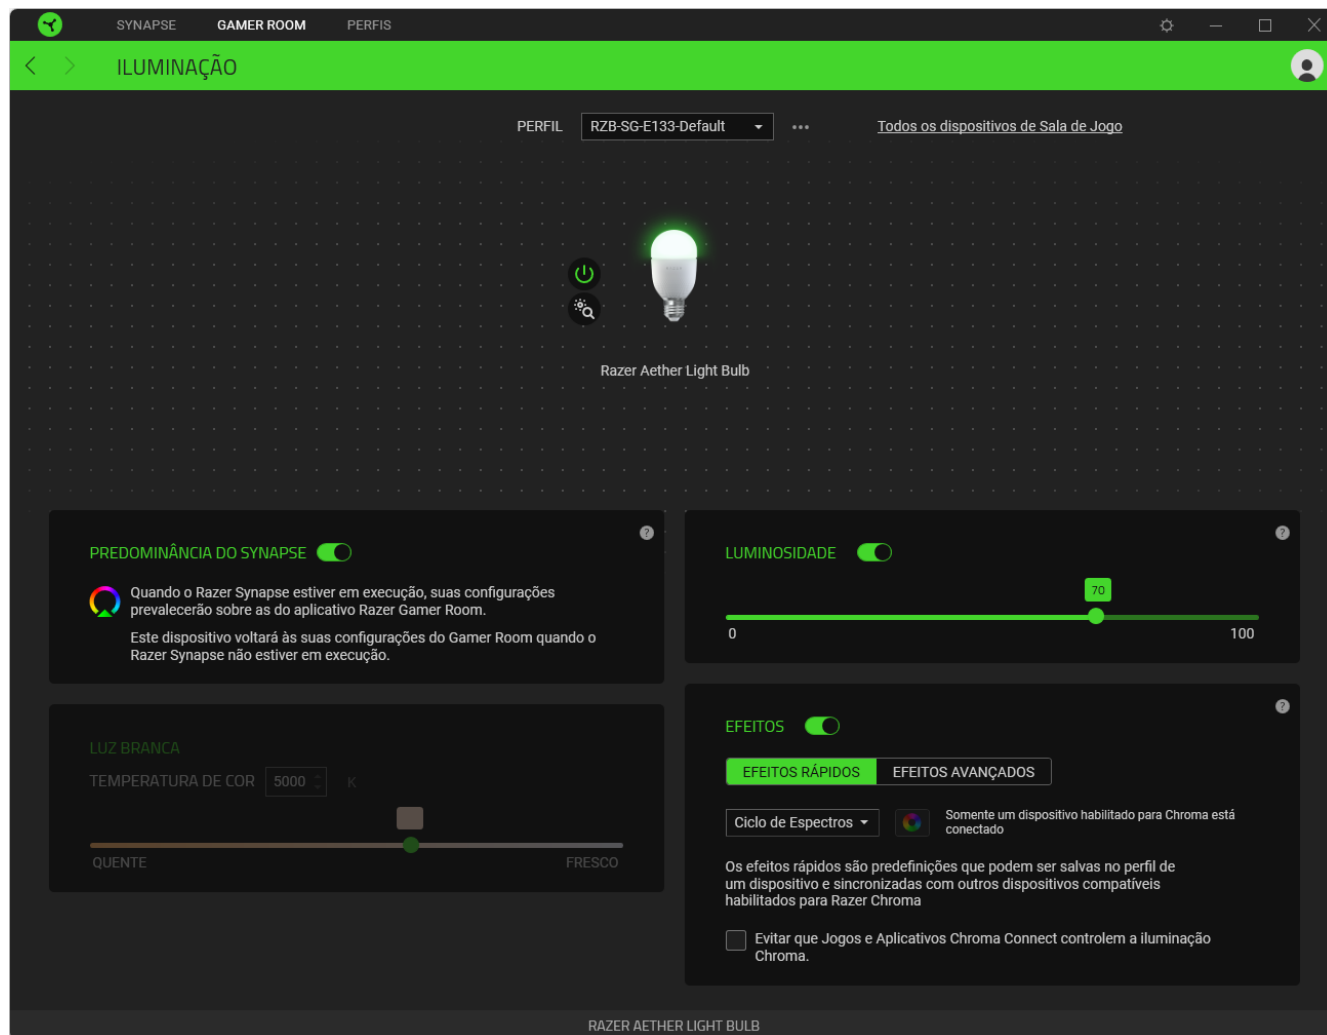 SYNAPSE GAMER ROOM PERFIS
ILUMINAÇÃO
PERFIL RZB-SG-E133-Default Todos os dispositivos de Sala de Jogo
Razer Aether Light Bulb
PREDOMINÂNCIA DO SYNAPSE
Quando o Razer Synapse estiver em execução, suas configurações
prevalecerão sobre as do aplicativo Razer Gamer Room.
Este dispositivo voltará às suas configurações do Gamer Room quando o
Razer Synapse não estiver em execução.
LUZ BRANCA
TEMPERATURA DE COR 5000 K
QUENTE FRESCO
LUMINOSIDADE
70
0 100
EFEITOS
EFEITOS RÁPIDOS EFEITOS AVANÇADOS
Ciclo de Espectros
Somente um dispositivo habilitado para Chroma está
conectado
Os efeitos rápidos são predefinições que podem ser salvas no perfil de
um dispositivo e sincronizadas com outros dispositivos compatíveis
habilitados para Razer Chroma
Evitar que Jogos e Aplicativos Chroma Connect controlem a iluminação
Chroma.
RAZER AETHER LIGHT BULB